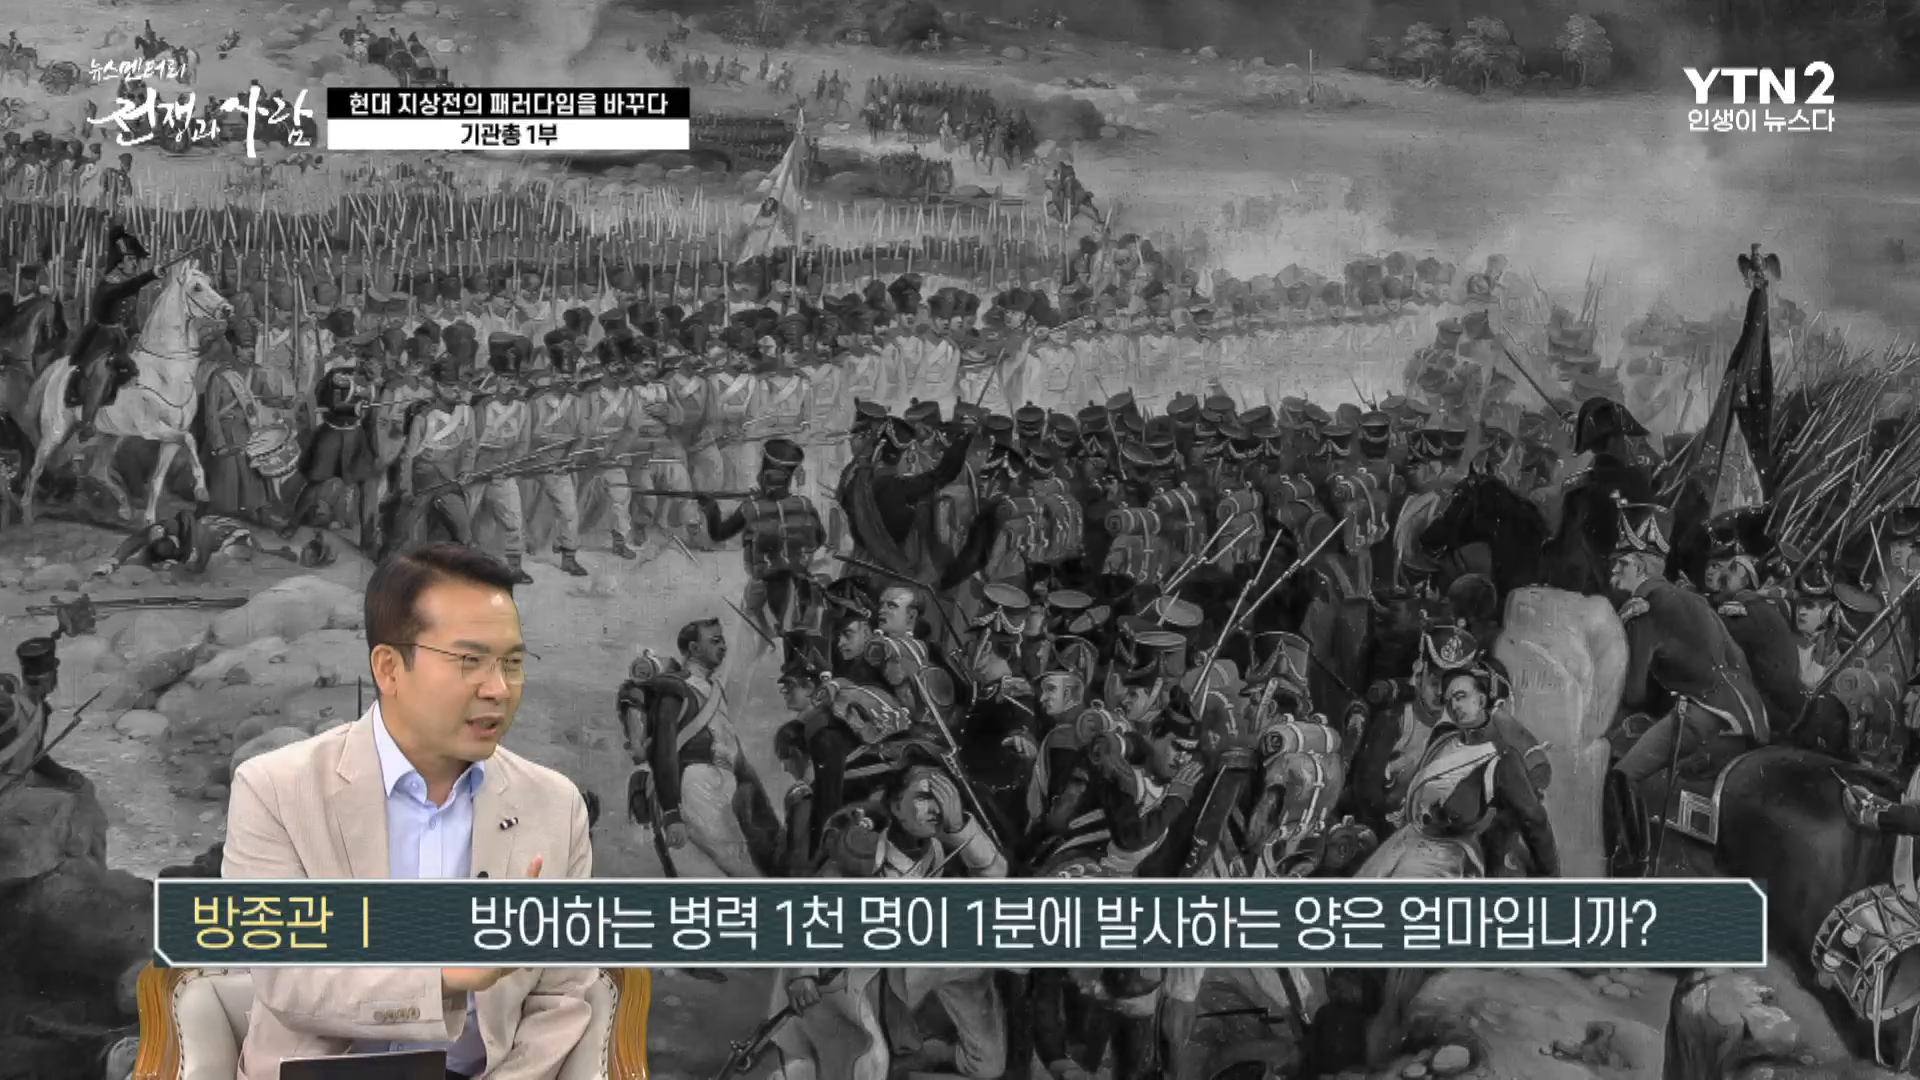 뉴스멘터리
전쟁과 사람
현대 지상전의 패러다임을 바꾸다
기관총 1부
YTN2
인생이 뉴스다
방종관 | 방어하는 병력 1천 명이 1분에 발사하는 양은 얼마입니까?